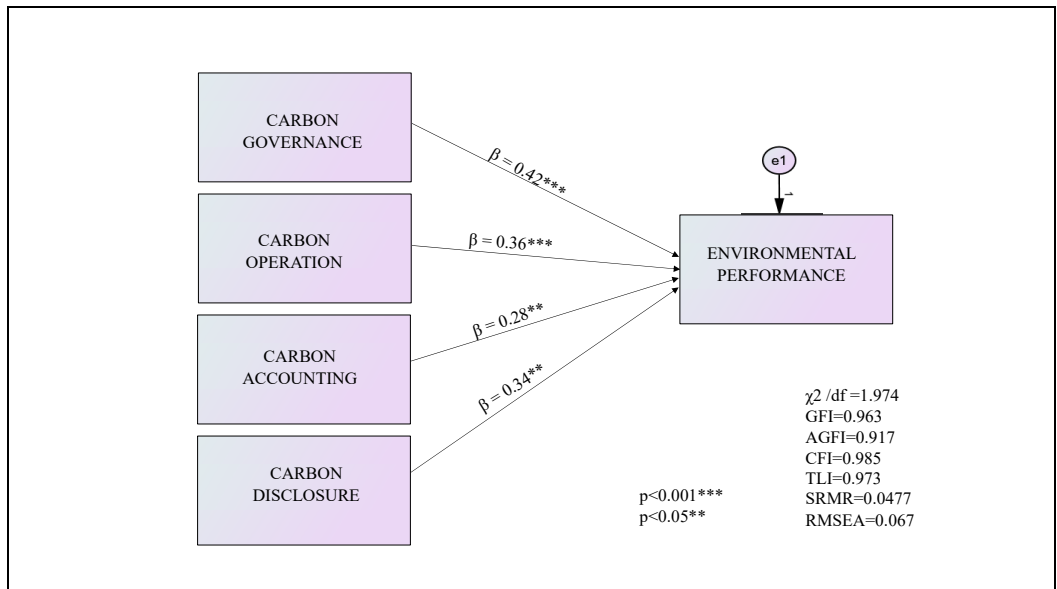 CARBON
GOVERNANCE
β = 0.42***
e1
1
CARBON
OPERATION
β = 0.36***
ENVIRONMENTAL
PERFORMANCE
CARBON
ACCOUNTING
β = 0.28**
CARBON
DISCLOSURE
β = 0.34**
p<0.001***
p<0.05**
χ2 /df =1.974
GFI=0.963
AGFI=0.917
CFI=0.985
TLI=0.973
SRMR=0.0477
RMSEA=0.067